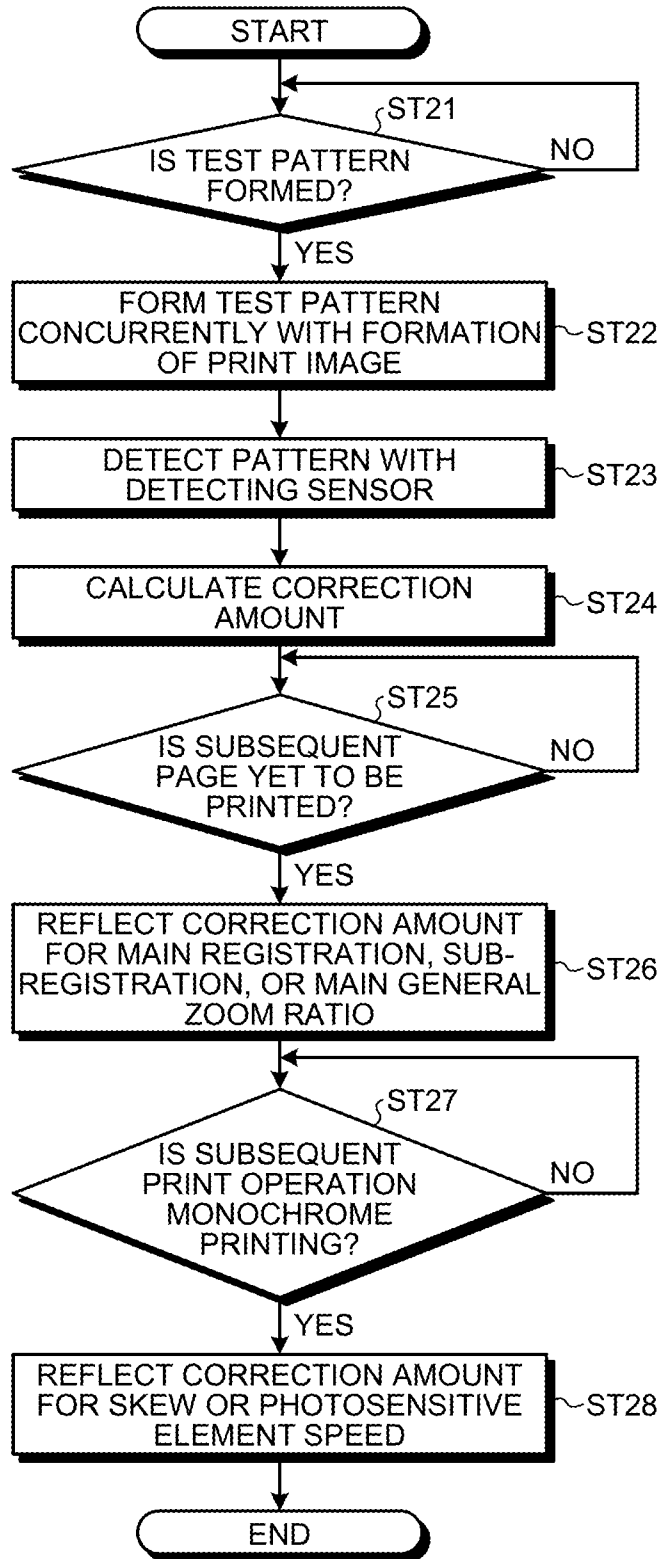 START
ST21
IS TEST PATTERN
FORMED?
NO
YES
FORM TEST PATTERN
CONCURRENTLY WITH FORMATION
OF PRINT IMAGE
ST22
DETECT PATTERN WITH
DETECTING SENSOR
ST23
CALCULATE CORRECTION
AMOUNT
ST24
ST25
IS SUBSEQUENT
PAGE YET TO BE
PRINTED?
NO
YES
REFLECT CORRECTION AMOUNT
FOR MAIN REGISTRATION, SUB-
REGISTRATION, OR MAIN GENERAL
ZOOM RATIO
ST26
ST27
IS SUBSEQUENT
PRINT OPERATION
MONOCHROME
PRINTING?
NO
YES
REFLECT CORRECTION AMOUNT
FOR SKEW OR PHOTOSENSITIVE
ELEMENT SPEED
ST28
END